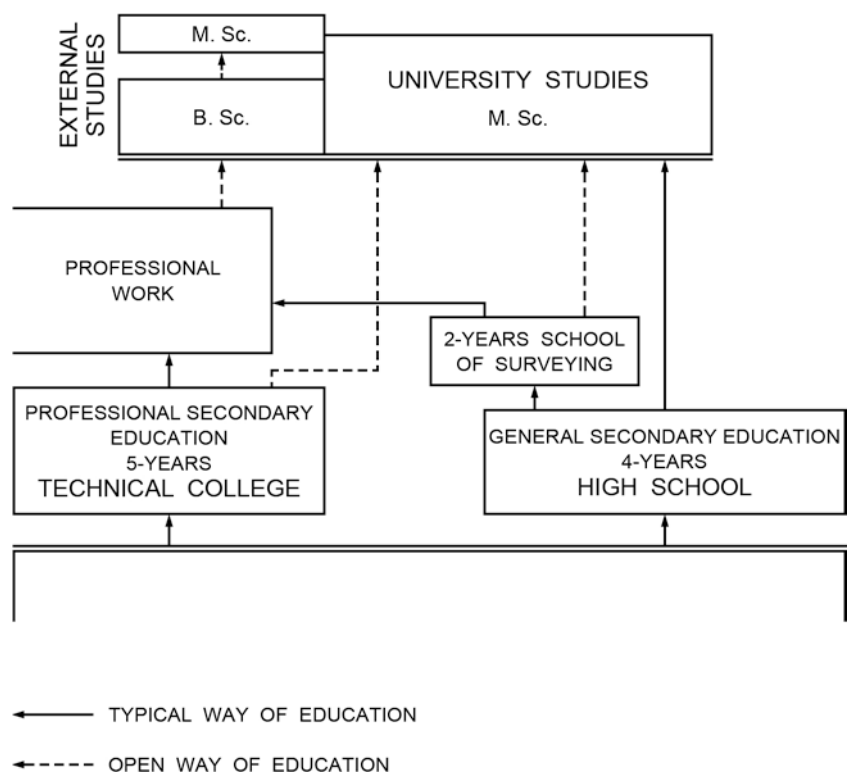 EXTERNAL
STUDIES
M. Sc.
B. Sc.
UNIVERSITY STUDIES
M. Sc.
PROFESSIONAL
WORK
2-YEARS SCHOOL
OF SURVEYING
PROFESSIONAL SECONDARY
EDUCATION
5-YEARS
TECHNICAL COLLEGE
GENERAL SECONDARY EDUCATION
4-YEARS
HIGH SCHOOL
TYPICAL WAY OF EDUCATION
OPEN WAY OF EDUCATION